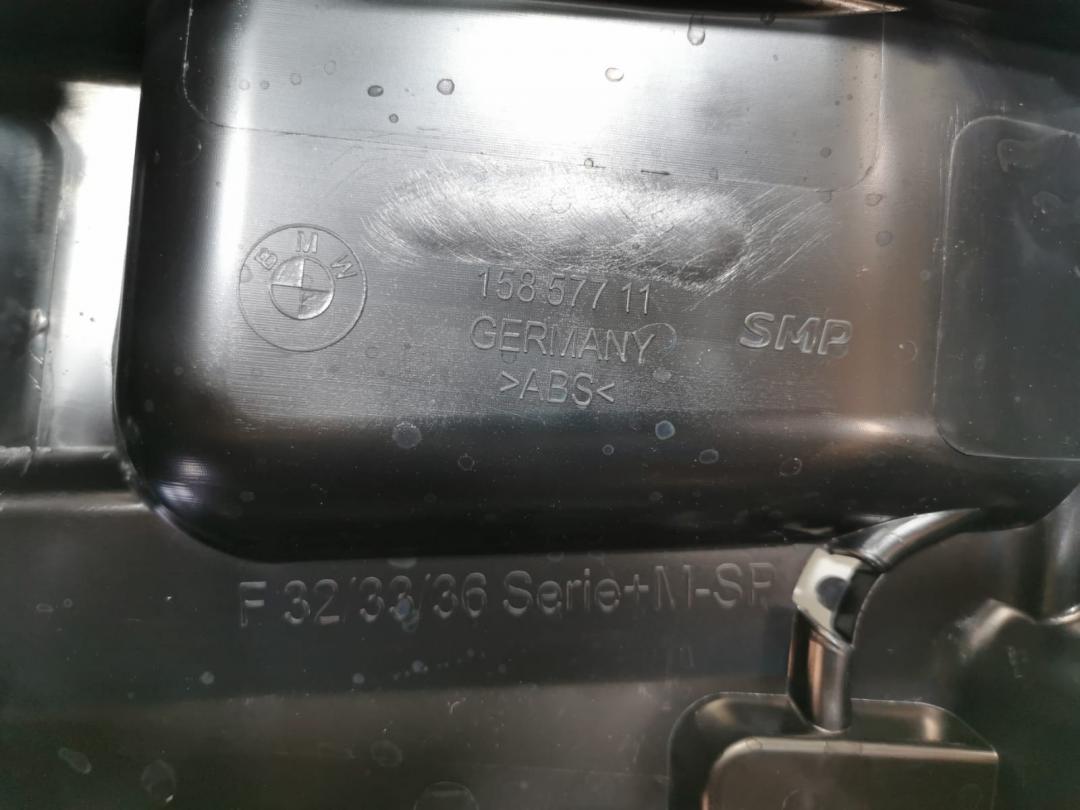 BMW
158 577 11
GERMANY
SMP
>ABS<
F 32/33/36 Serie+M-SP